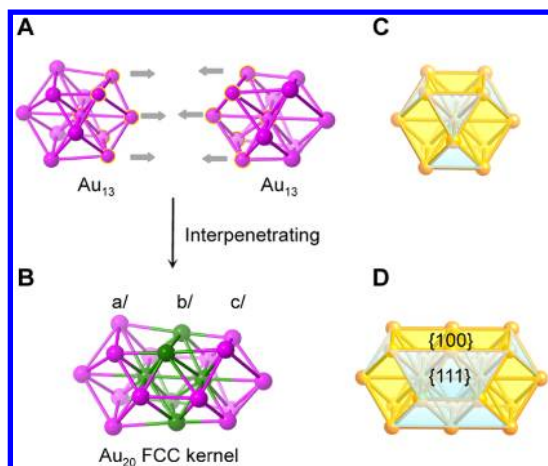 A
C
Au13
Au13
Interpenetrating
B
D
a/
b/
c/
{100}
{111}
Au20 FCC kernel